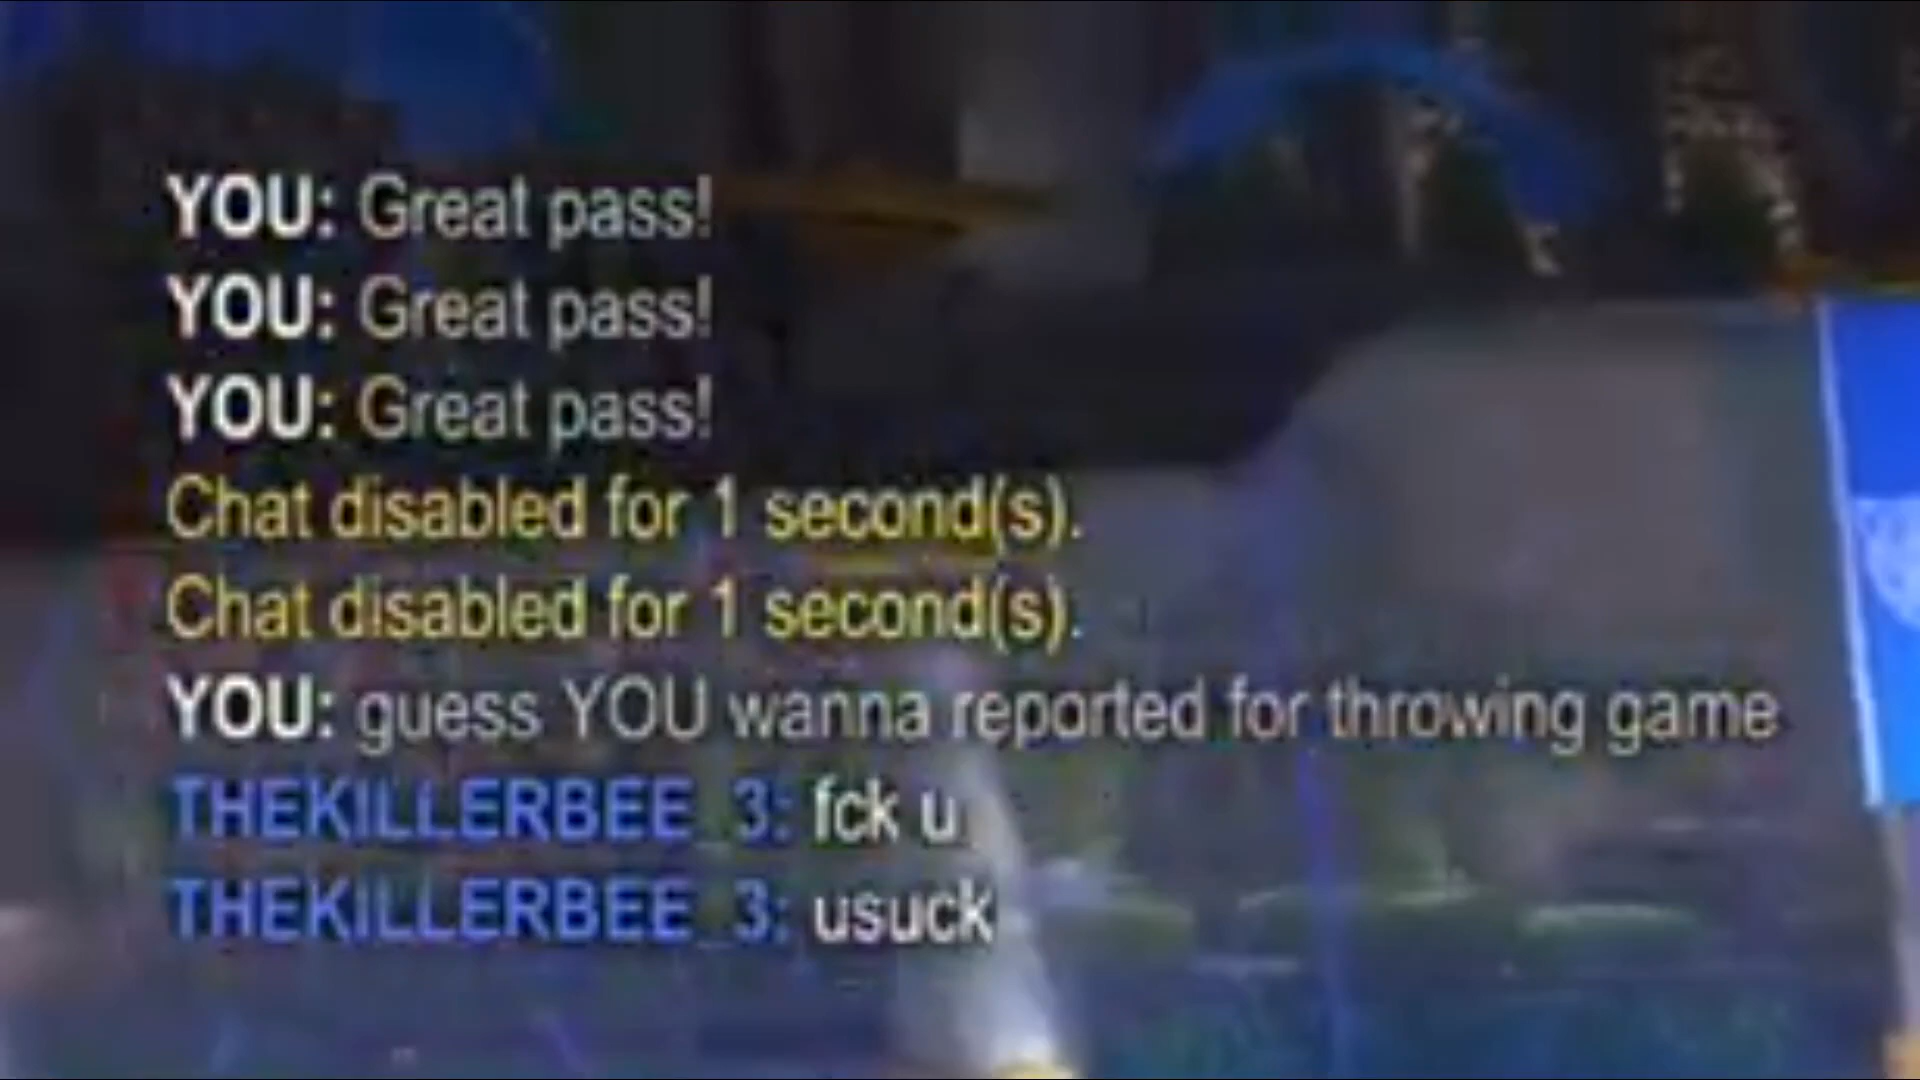 YOU: Great pass!
YOU: Great pass!
YOU: Great pass!
Chat disabled for 1 second(s).
Chat disabled for 1 second(s).
YOU: guess YOU wanna reported for throwing game
THEKILLERBEE_3: fck u
THEKILLERBEE_3: usuck